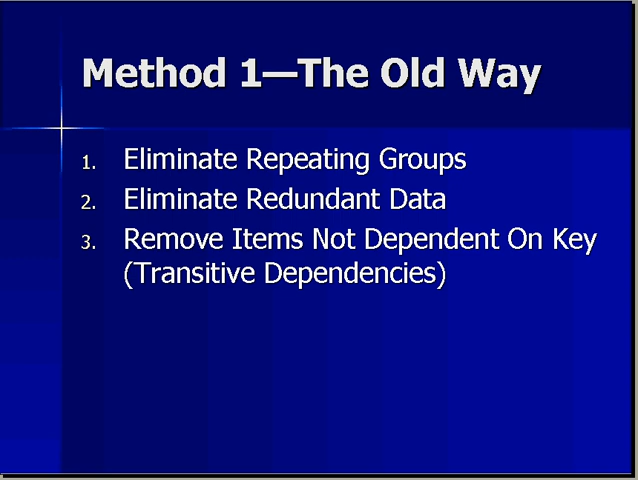 Method 1—The Old Way
1. Eliminate Repeating Groups
2. Eliminate Redundant Data
3. Remove Items Not Dependent On Key
(Transitive Dependencies)